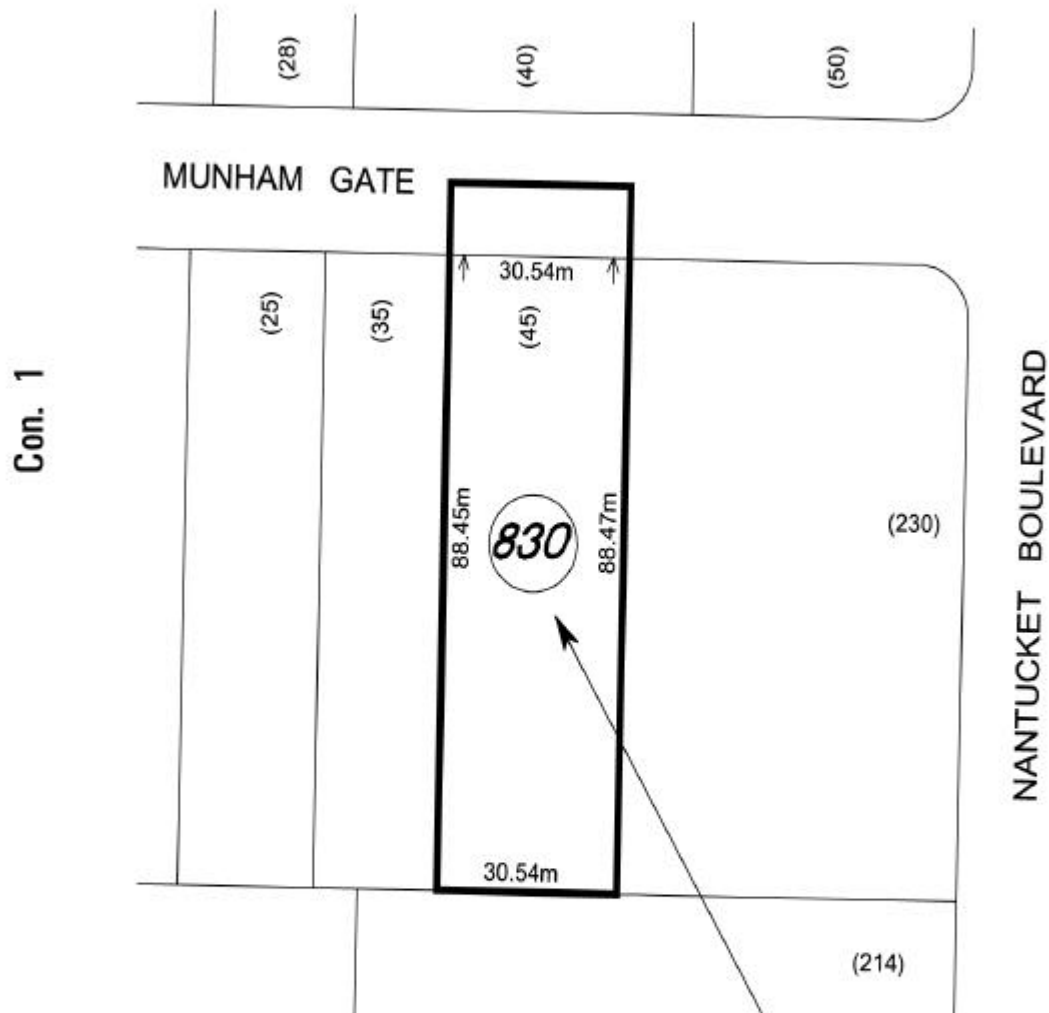 (28)
(40)
(50)
MUNHAM GATE
30.54m
(25)
(35)
(45)
Con. 1
88.45m
830
88.47m
(230)
NANTUCKET BOULEVARD
30.54m
(214)